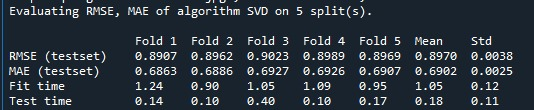 Evaluating RMSE, MAE of algorithm SVD on 5 split(s).
Fold 1 Fold 2 Fold 3 Fold 4 Fold 5 Mean Std
RMSE (testset) 0.8907 0.8962 0.9023 0.8989 0.8969 0.8970 0.0038
MAE (testset) 0.6863 0.6886 0.6927 0.6926 0.6907 0.6902 0.0025
Fit time 1.24 0.90 1.05 1.09 0.95 1.05 0.12
Test time 0.14 0.10 0.40 0.10 0.17 0.18 0.11